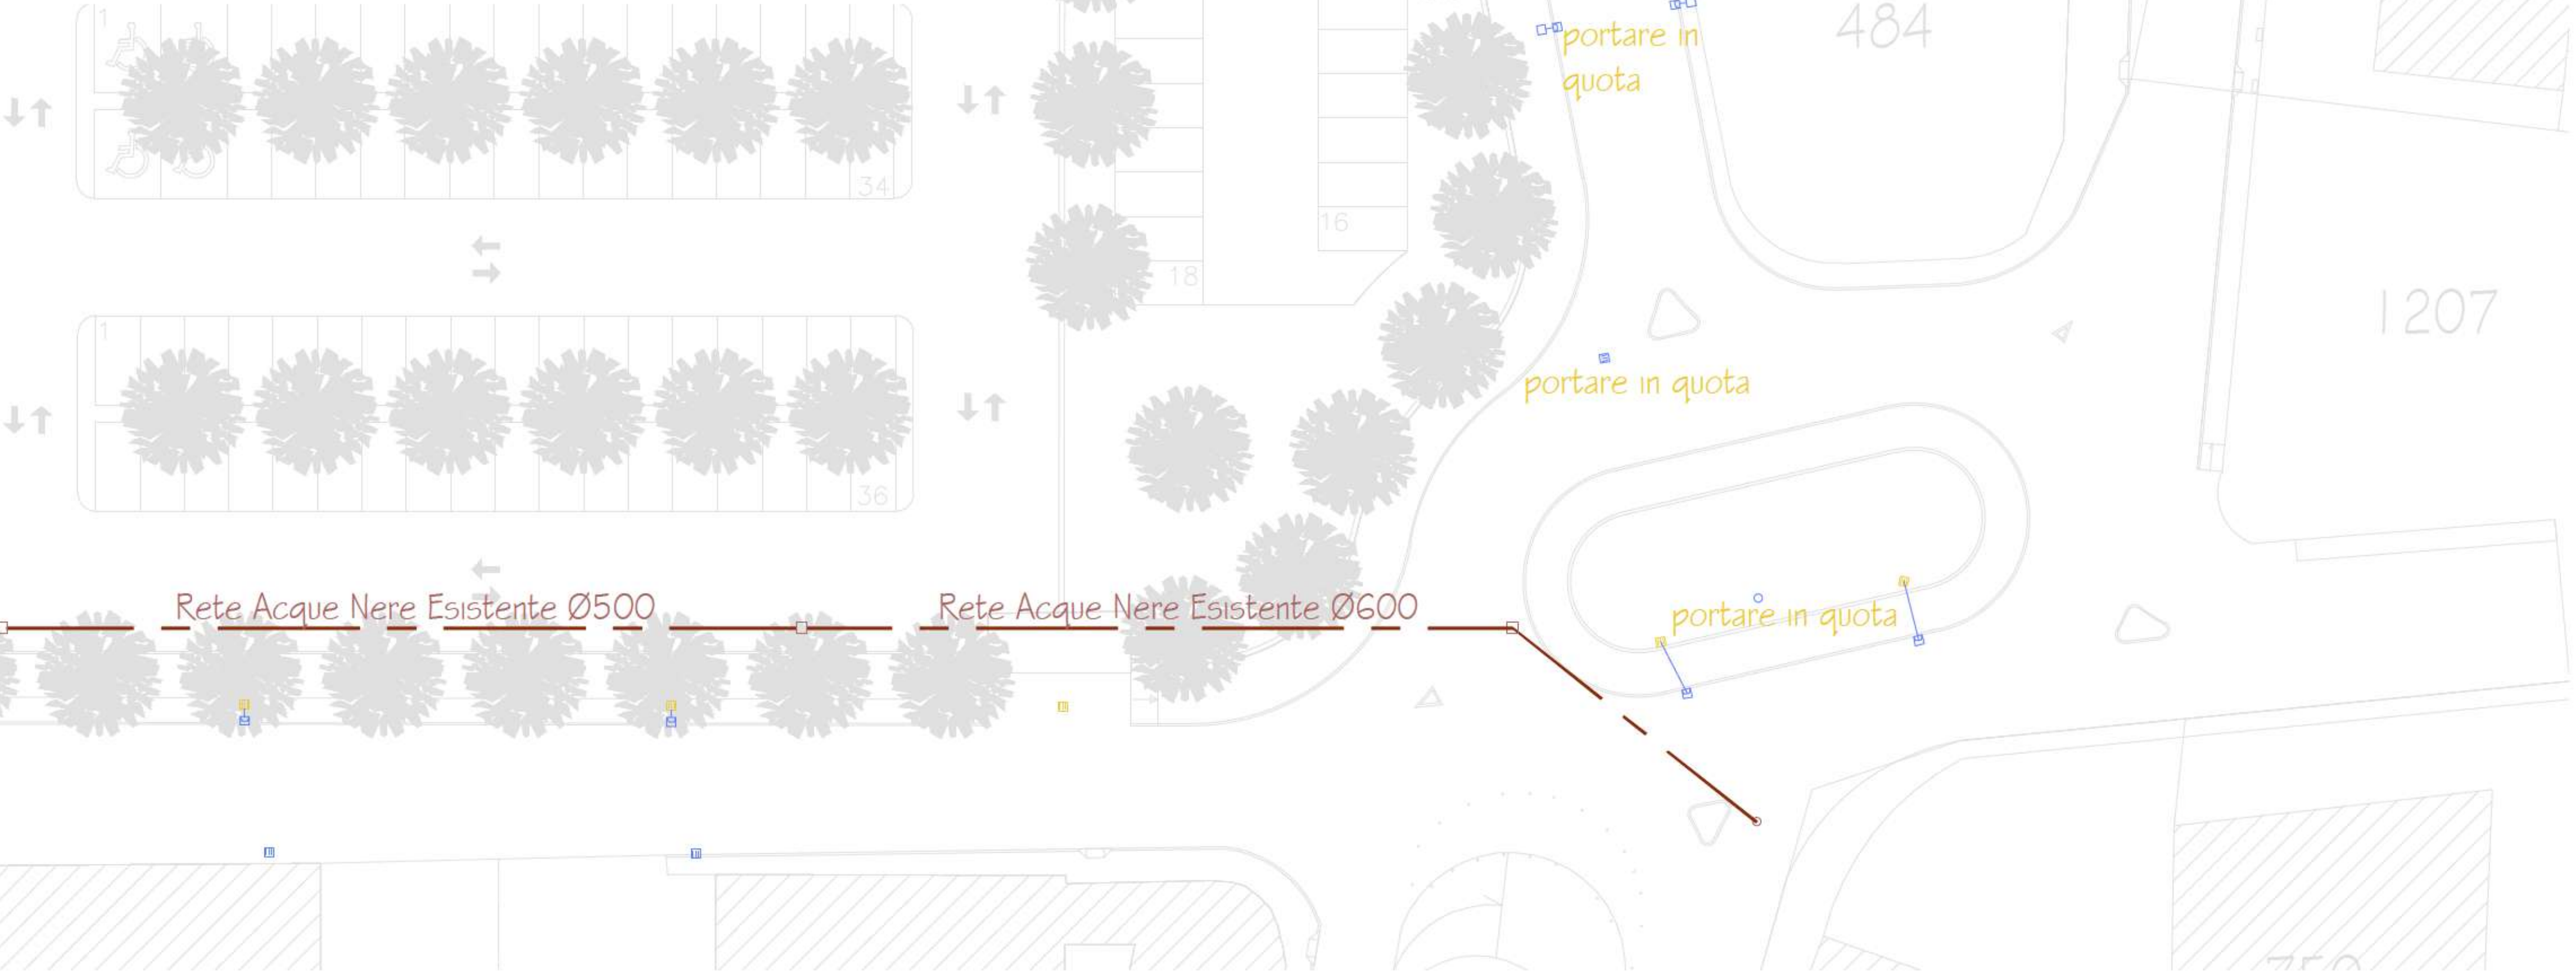 1
484
portare in
quota
34
16
18
1207
1
portare in quota
36
Rete Acque Nere Esistente Ø500
Rete Acque Nere Esistente Ø600
portare in quota